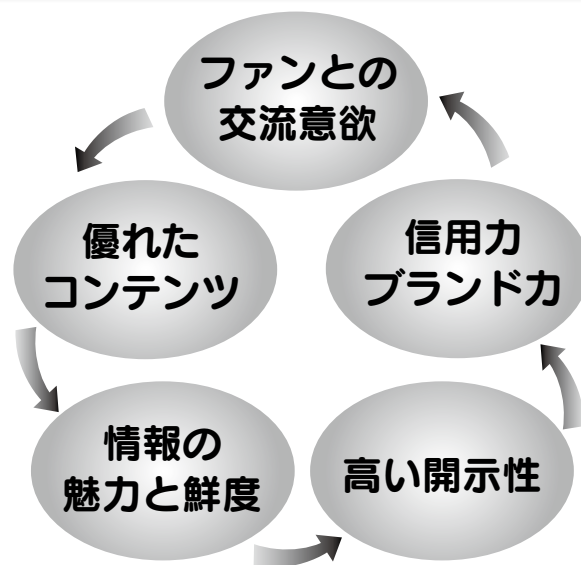 ファンとの
交流意欲
優れた
コンテンツ
信用力
ブランド力
情報の
魅力と鮮度
高い開示性